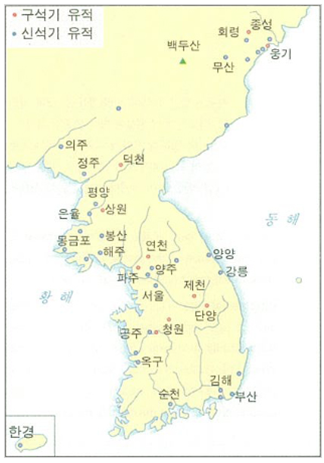 구석기 유적
신석기 유적
회령
중성
백두산
웅기
무산
의주
정주
덕천
평양
은율
상원
몽금포
봉산
해주
연천
양양
파주
양주
강릉
서울
제천
단양
공주
청원
옥구
김해
순천
부산
한경
동해
황해